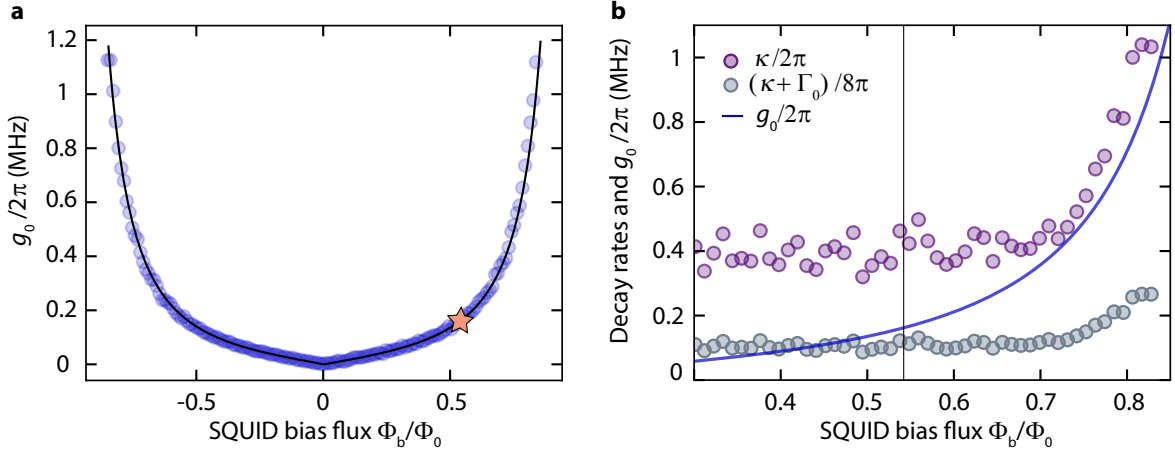 a
g₀/2π (MHz)
1.2
1
0.8
0.6
0.4
0.2
0
-0.5
0
0.5
SQUID bias flux Φ_b/Φ₀
b
Decay rates and g₀/2π (MHz)
1
0.8
0.6
0.4
0.2
0
κ/2π
(κ+Γ₀)/8π
g₀/2π
0.4
0.5
0.6
0.7
0.8
SQUID bias flux Φ_b/Φ₀